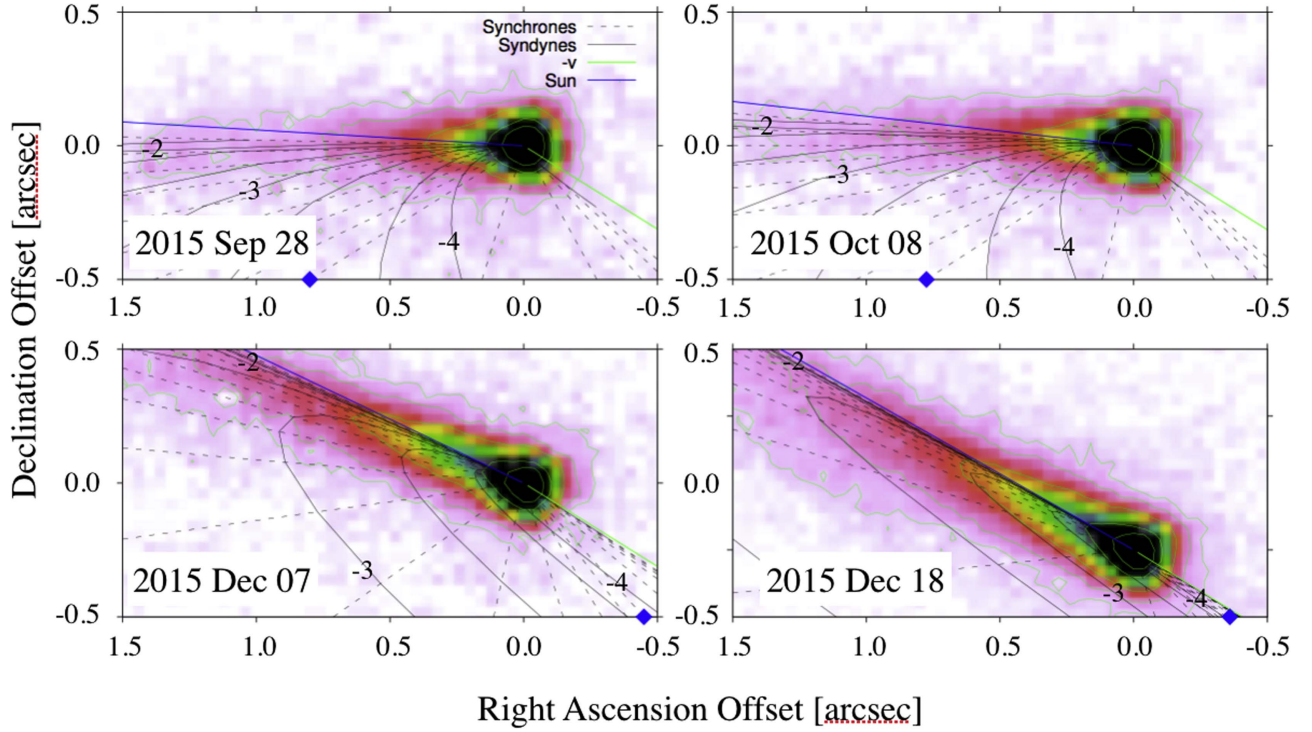 Declination Offset [arcsec]
0.5
0.0
-0.5
Synchrones
Syndynes
-v
Sun
-2
-3
-4
2015 Sep 28
1.5 1.0 0.5 0.0 -0.5
0.5
0.0
-0.5
-2
-3
-4
2015 Oct 08
1.5 1.0 0.5 0.0 -0.5
0.5
0.0
-0.5
-2
-3
-4
2015 Dec 07
1.5 1.0 0.5 0.0 -0.5
0.5
0.0
-0.5
-2
-3
-4
2015 Dec 18
1.5 1.0 0.5 0.0 -0.5
Right Ascension Offset [arcsec]